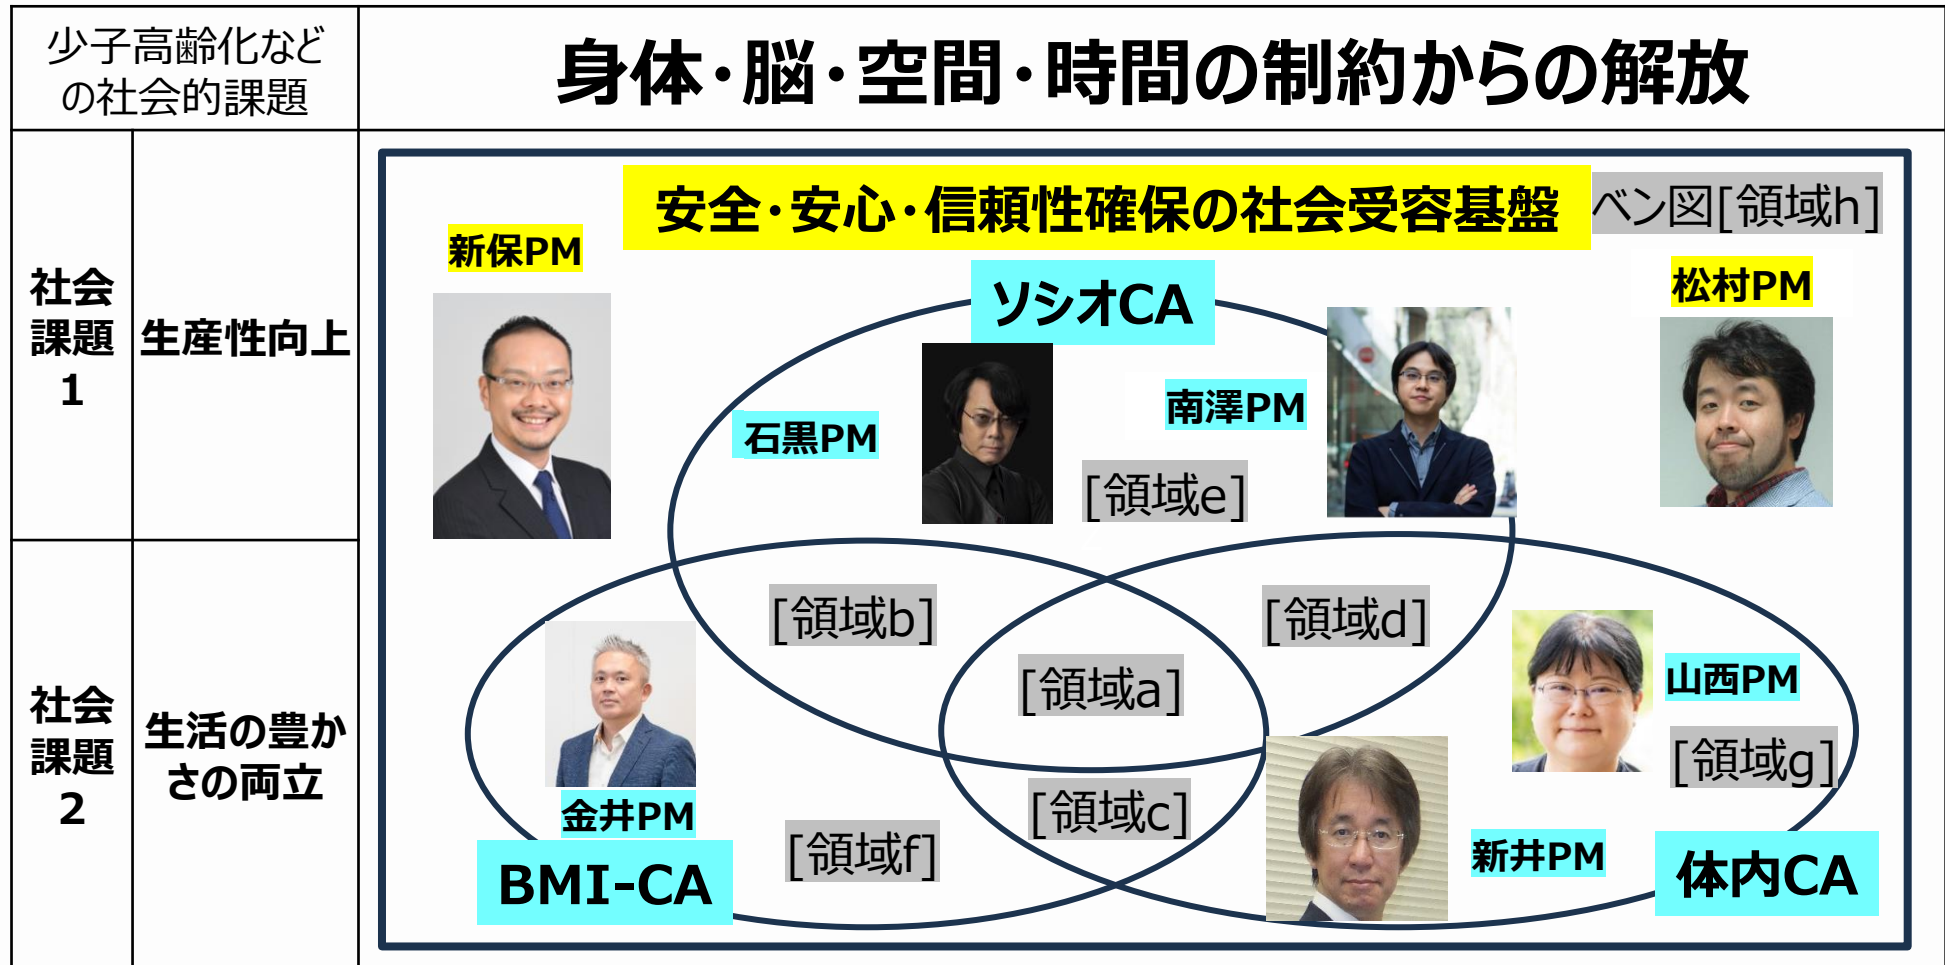 少子高齢化など
の社会的課題
身体・脳・空間・時間の制約からの解放
社会
課題
1
生産性向上
安全・安心・信頼性確保の社会受容基盤
ベン図[領域h]
新保PM
松村PM
ソシオCA
南澤PM
石黒PM
[領域e]
社会
課題
2
生活の豊か
さの両立
[領域b]
[領域d]
[領域a]
山西PM
[領域g]
金井PM
[領域c]
[領域f]
新井PM
BMI-CA
体内CA